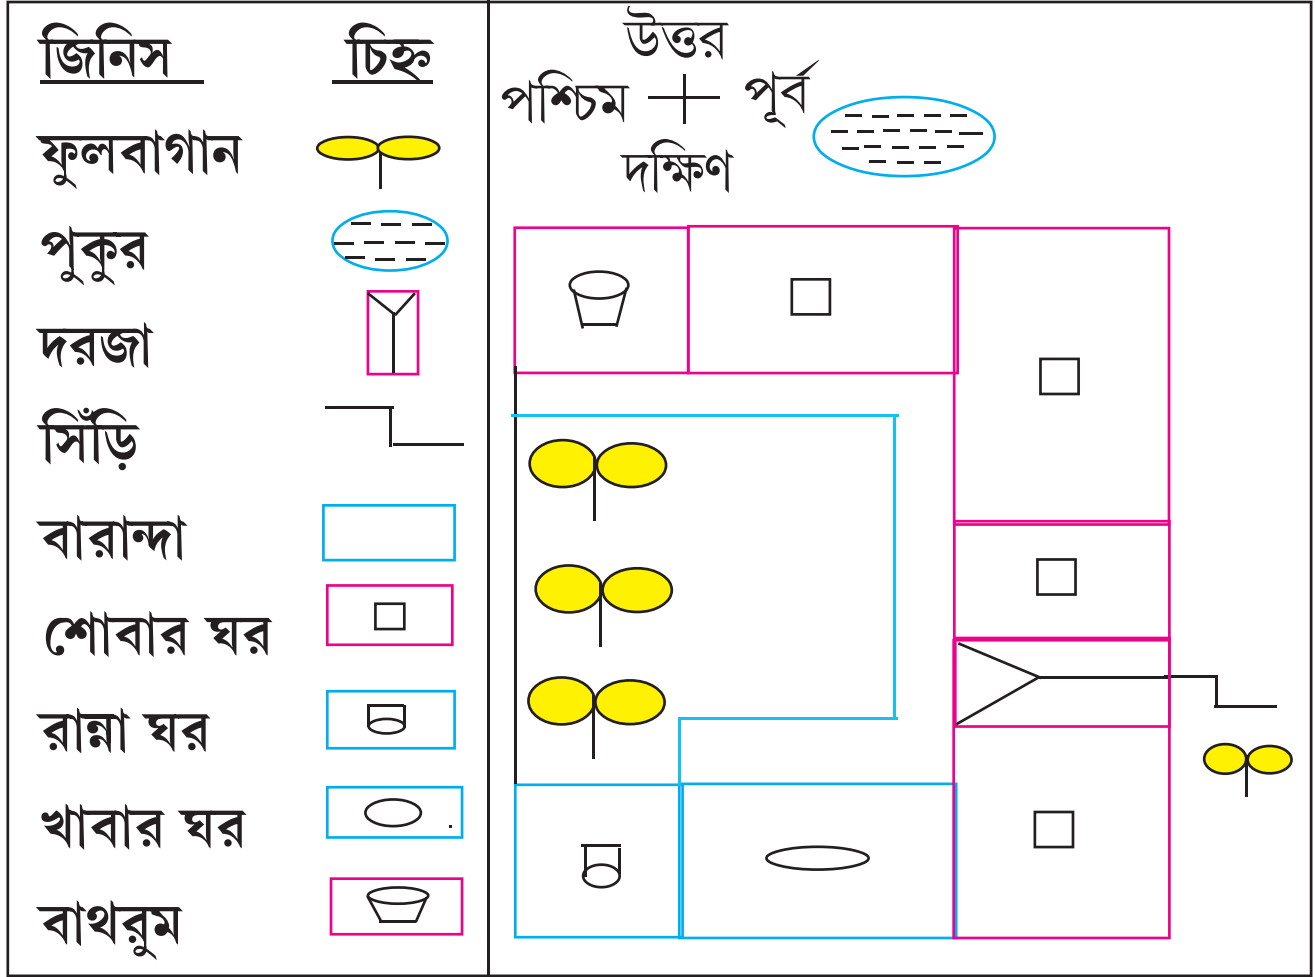 জিনিস চিহ্ন
ফুলবাগান
পুকুর
দরজা
সিঁড়ি
বারান্দা
শোবার ঘর
রান্না ঘর
খাবার ঘর
বাথরুম
উত্তর
পশ্চিম পূর্ব
দক্ষিণ